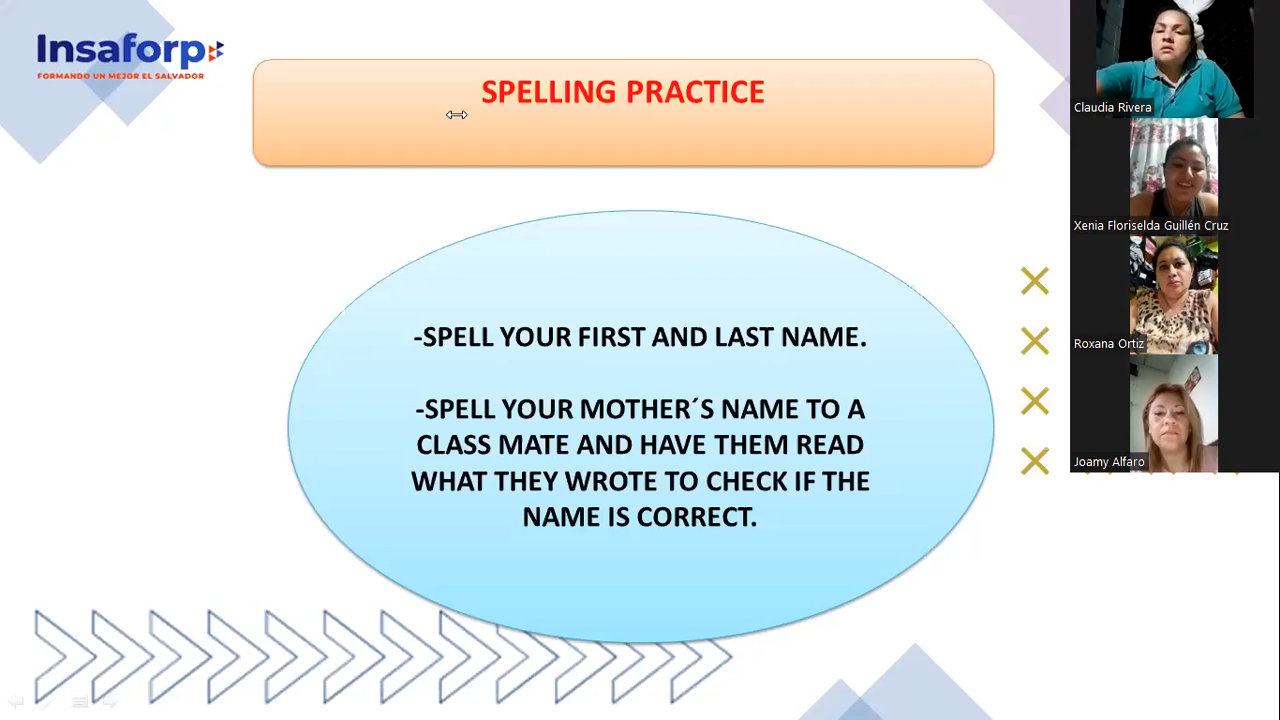 Insaforp
FORMANDO UN MEJOR EL SALVADOR
SPELLING PRACTICE
-SPELL YOUR FIRST AND LAST NAME.
-SPELL YOUR MOTHER´S NAME TO A
CLASS MATE AND HAVE THEM READ
WHAT THEY WROTE TO CHECK IF THE
NAME IS CORRECT.
Claudia Rivera
Xenia Floriselda Guillén Cruz
Roxana Ortiz
Joamy Alfaro